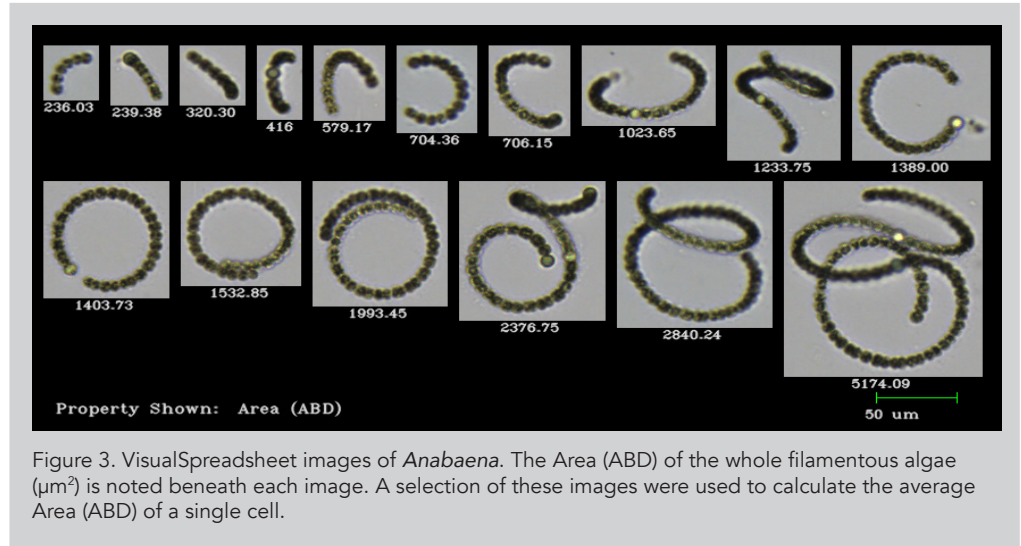 236.03 239.38 320.30 416 579.17 704.36 706.15 1023.65 1233.75 1389.00
1403.73 1532.85 1993.45 2376.75 2840.24 5174.09
Property Shown: Area (ABD)
50 um
Figure 3. VisualSpreadsheet images of Anabaena. The Area (ABD) of the whole filamentous algae
(µm²) is noted beneath each image. A selection of these images were used to calculate the average
Area (ABD) of a single cell.